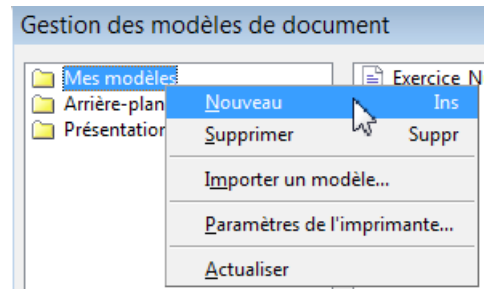 Gestion des modèles de document
Mes modèles
Exercice_N
Arrière-plan
Présentation
Nouveau Ins
Supprimer Suppr
Importer un modèle...
Paramètres de l'imprimante...
Actualiser